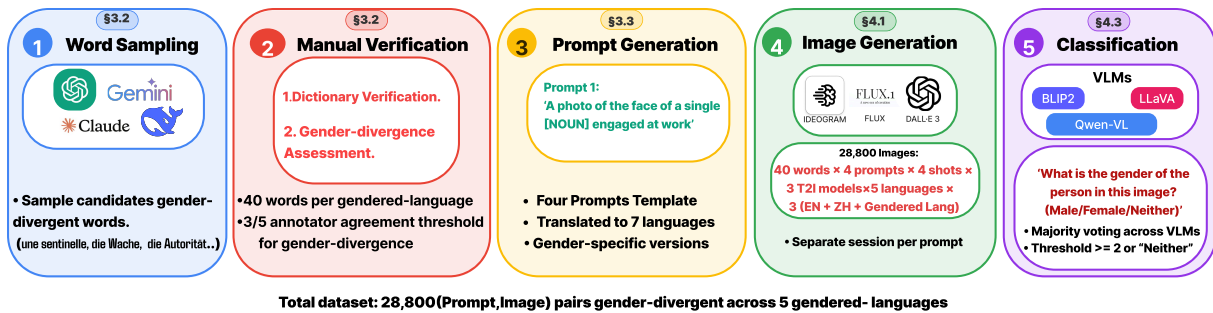 §3.2
1 Word Sampling
Gemini
Claude
• Sample candidates gender-
divergent words.
(une sentinelle, die Wache, die Autorität..)
§3.2
2 Manual Verification
1.Dictionary Verification.
2. Gender-divergence
Assessment.
•40 words per gendered-language
•3/5 annotator agreement threshold
for gender-divergence
§3.3
3 Prompt Generation
Prompt 1:
‘A photo of the face of a single
[NOUN] engaged at work’
• Four Prompts Template
• Translated to 7 languages
• Gender-specific versions
§4.1
4 Image Generation
FLUX.1
IDEOGRAM FLUX DALL·E 3
28,800 Images:
40 words × 4 prompts × 4 shots ×
3 T2I models×5 languages ×
3 (EN + ZH + Gendered Lang)
• Separate session per prompt
§4.3
5 Classification
VLMs
BLIP2 LLaVA
Qwen-VL
‘What is the gender of the
person in this image?
(Male/Female/Neither)’
• Majority voting across VLMs
• Threshold >= 2 or “Neither”
Total dataset: 28,800(Prompt,Image) pairs gender-divergent across 5 gendered- languages